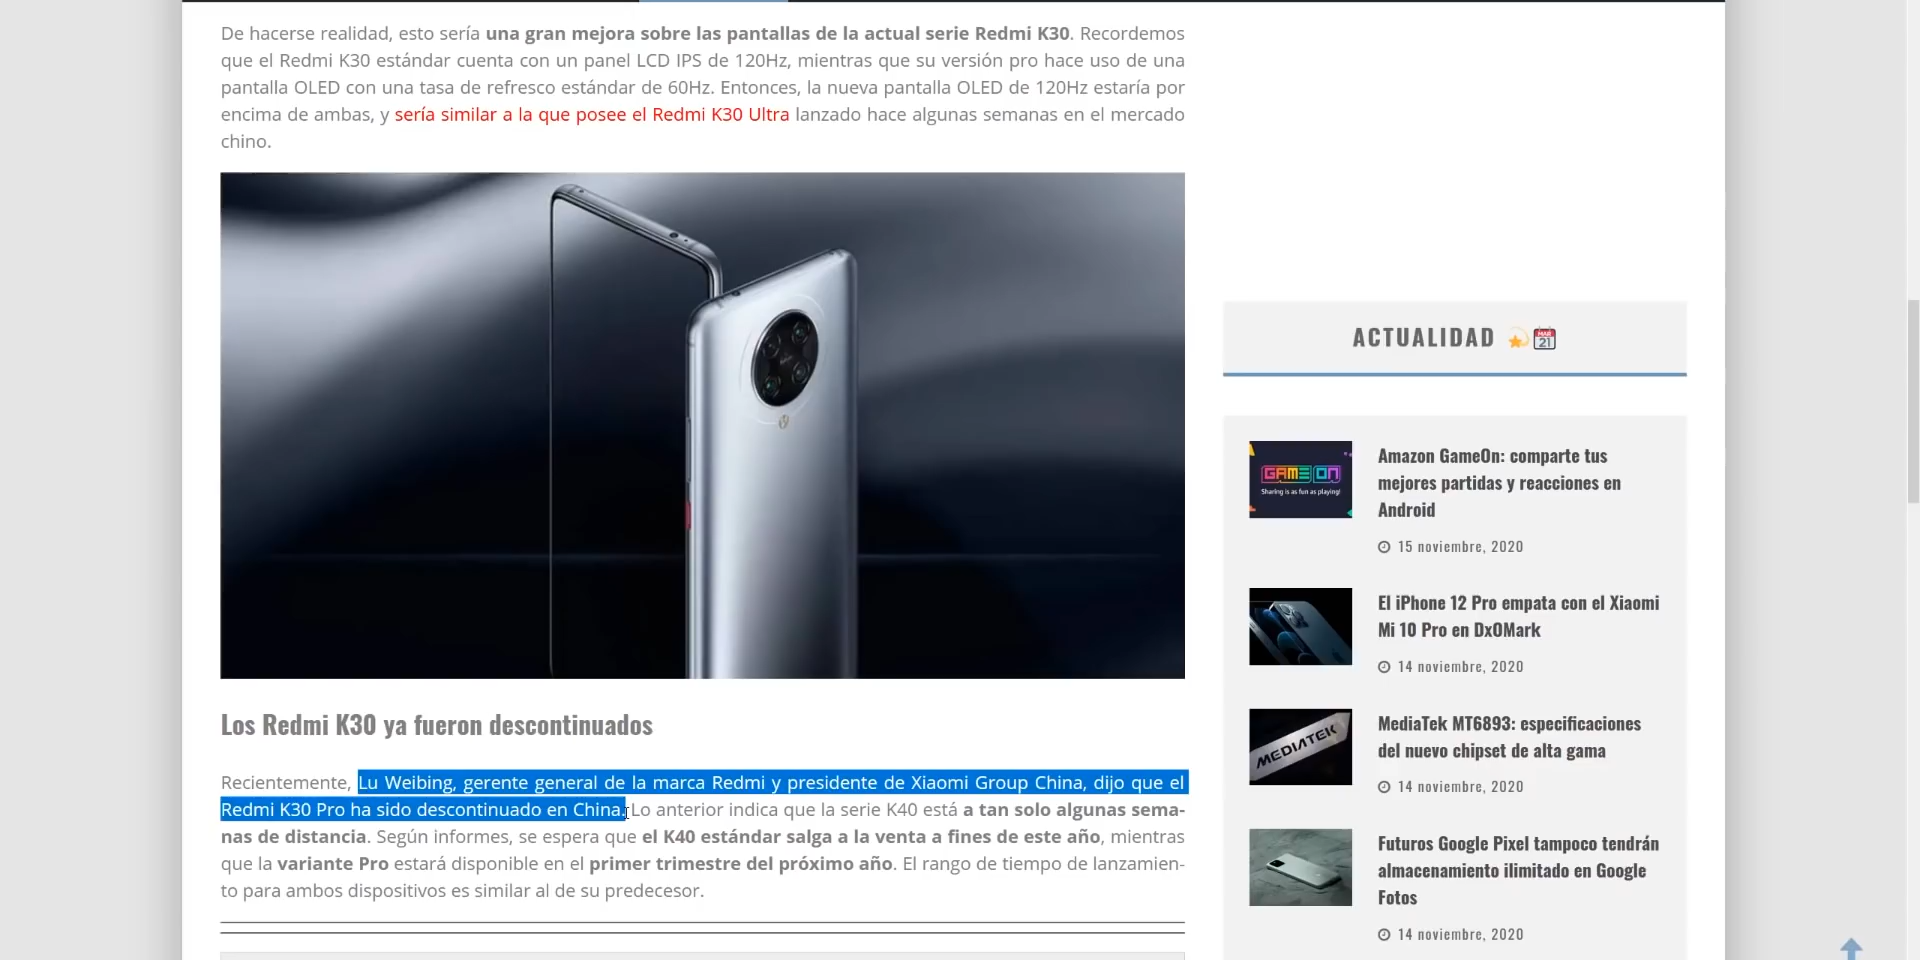 De hacerse realidad, esto sería una gran mejora sobre las pantallas de la actual serie Redmi K30. Recordemos
que el Redmi K30 estándar cuenta con un panel LCD IPS de 120Hz, mientras que su versión pro hace uso de una
pantalla OLED con una tasa de refresco estándar de 60Hz. Entonces, la nueva pantalla OLED de 120Hz estaría por
encima de ambas, y sería similar a la que posee el Redmi K30 Ultra lanzado hace algunas semanas en el mercado
chino.
Los Redmi K30 ya fueron descontinuados
Recientemente, Lu Weibing, gerente general de la marca Redmi y presidente de Xiaomi Group China, dijo que el
Redmi K30 Pro ha sido descontinuado en China. Lo anterior indica que la serie K40 está a tan solo algunas sema-
nas de distancia. Según informes, se espera que el K40 estándar salga a la venta a fines de este año, mientras
que la variante Pro estará disponible en el primer trimestre del próximo año. El rango de tiempo de lanzamien-
to para ambos dispositivos es similar al de su predecesor.
ACTUALIDAD
MAR
21
GAMEON
Sharing is as fun as playing!
Amazon GameOn: comparte tus
mejores partidas y reacciones en
Android
15 noviembre, 2020
El iPhone 12 Pro empata con el Xiaomi
Mi 10 Pro en DxOMark
14 noviembre, 2020
MEDIATEK
MediaTek MT6893: especificaciones
del nuevo chipset de alta gama
14 noviembre, 2020
Futuros Google Pixel tampoco tendrán
almacenamiento ilimitado en Google
Fotos
14 noviembre, 2020